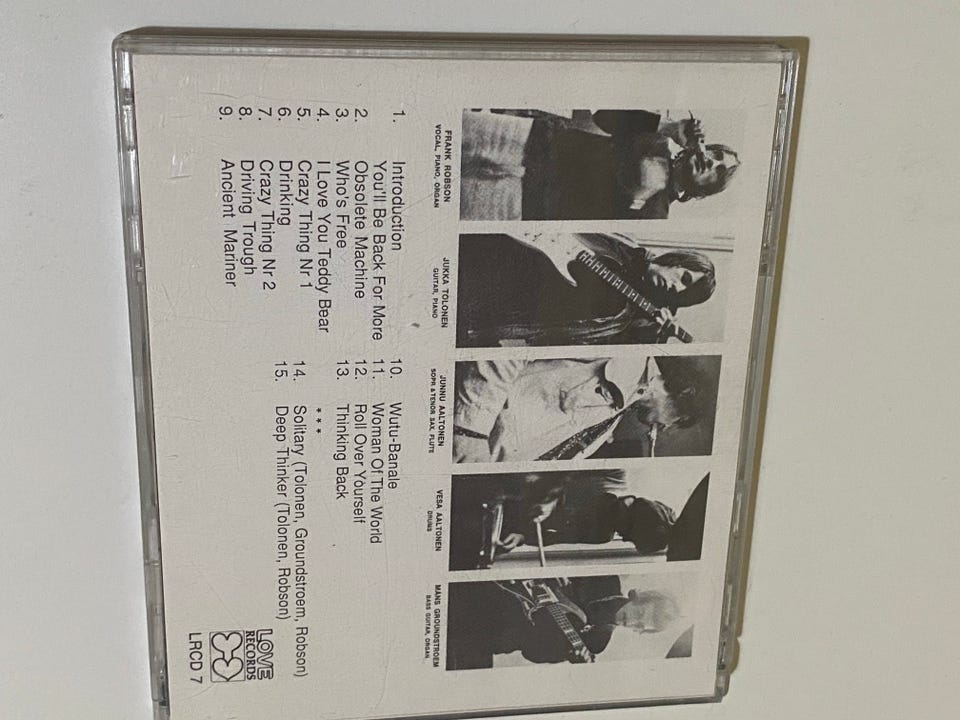 FRANK ROBSON
VOCAL, PIANO, ORGAN
JUKKA TOLONEN
GUITAR, PIANO
JUNNU AALTONEN
SOPR. & TENOR SAX, FLUTE
VESA AALTONEN
DRUMS
MÅNS GROUNDSTROEM
BASS GUITAR, ORGAN
1. Introduction
You'll Be Back For More
2. Obsolete Machine
3. Who's Free
4. I Love You Teddy Bear
5. Crazy Thing Nr 1
6. Drinking
7. Crazy Thing Nr 2
8. Driving Trough
9. Ancient Mariner
10. Wutu-Banale
11. Woman Of The World
12. Roll Over Yourself
13. Thinking Back
***
14. Solitary (Tolonen, Groundstroem, Robson)
15. Deep Thinker (Tolonen, Robson)
LOVE
RECORDS
LRCD 7